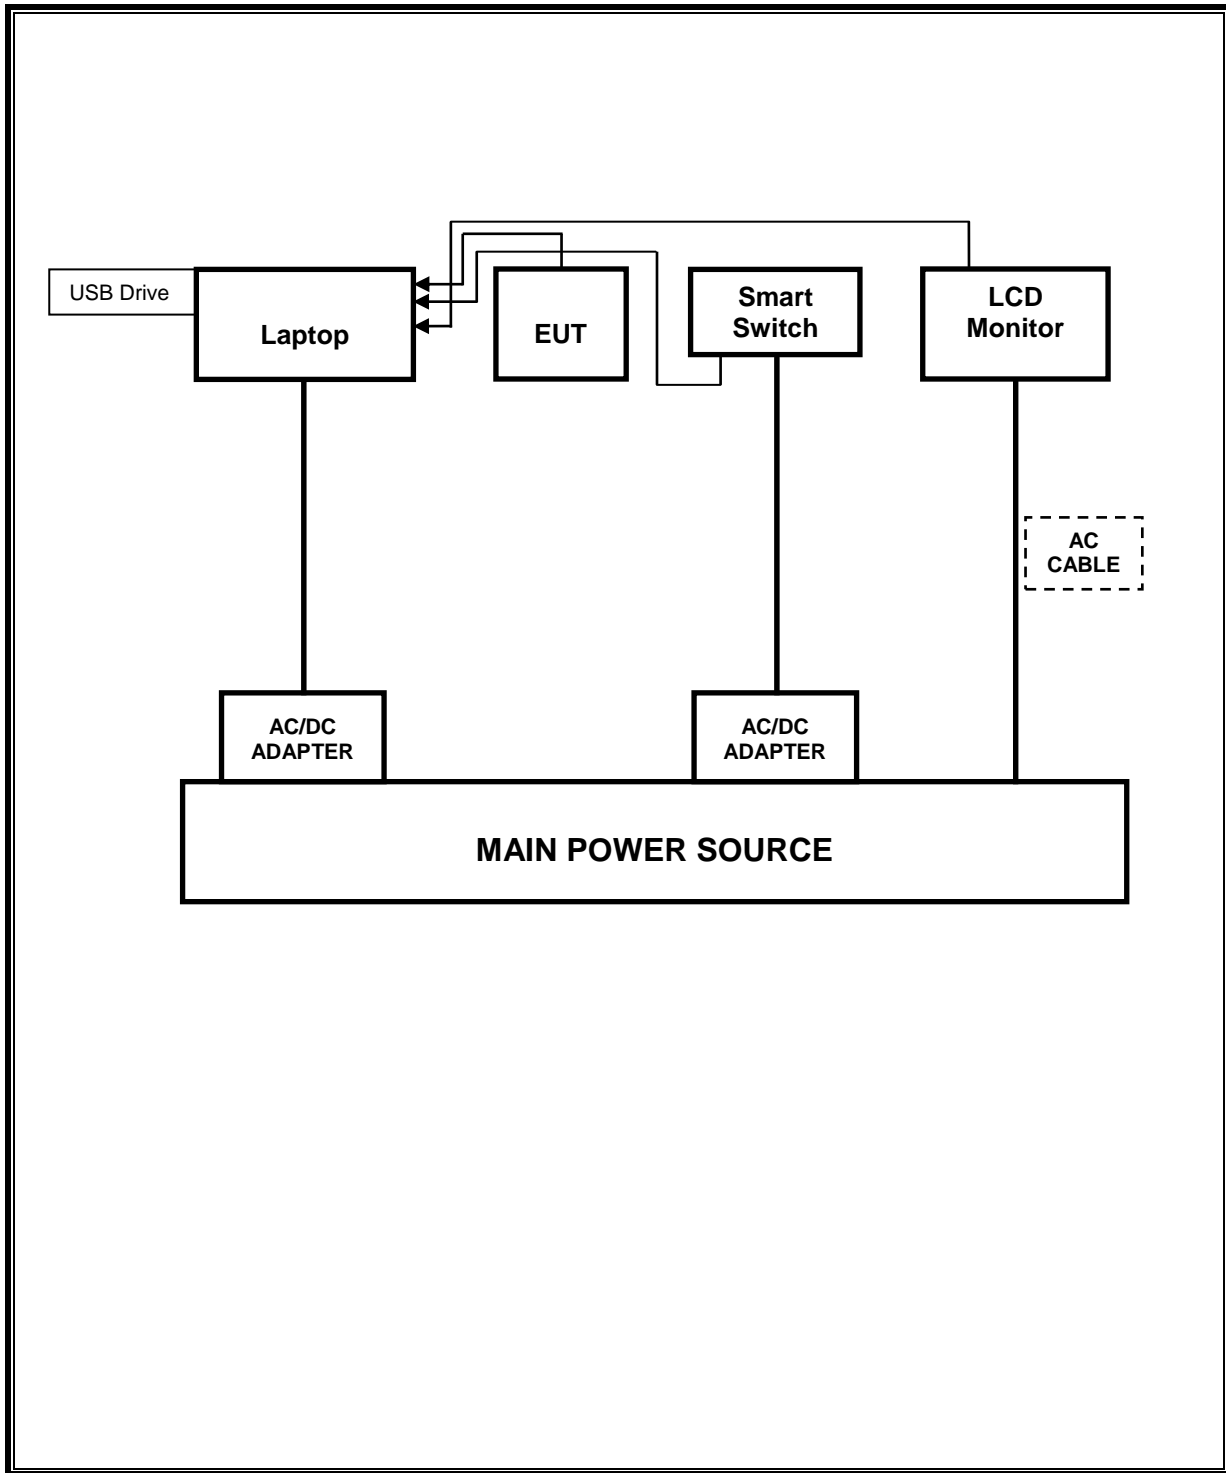 USB Drive
Laptop
EUT
Smart
Switch
LCD
Monitor
AC
CABLE
AC/DC
ADAPTER
AC/DC
ADAPTER
MAIN POWER SOURCE